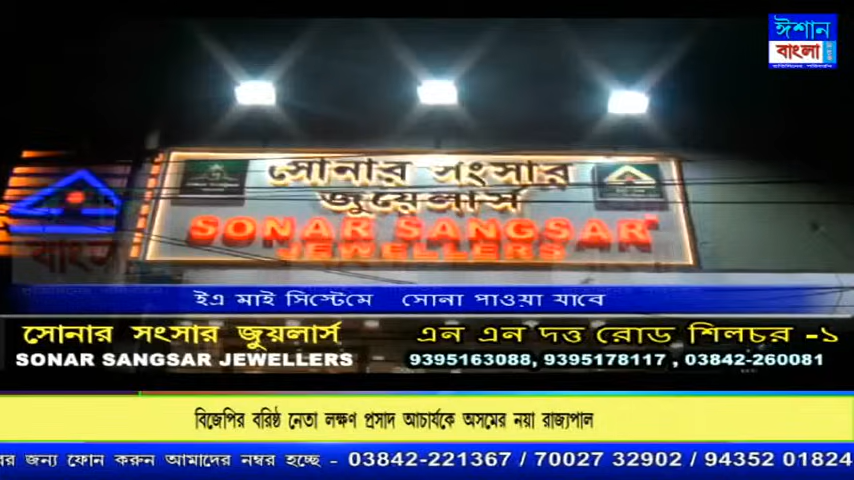 ঈশান
বাংলা
সোনার সংসার
জুয়েলার্স
SONAR SANGSAR
JEWELLERS
ইএ মাই সিস্টেমে সোনা পাওয়া যাবে
সোনার সংসার জুয়লার্স এন এন দত্ত রোড শিলচর -১
SONAR SANGSAR JEWELLERS 9395163088, 9395178117 , 03842-260081
বিজেপির বরিষ্ঠ নেতা লক্ষণ প্রসাদ আচার্যকে অসমের নয়া রাজ্যপাল
বর জন্য ফোন করুন আমাদের নম্বর হচ্ছে - 03842-221367 / 70027 32902 / 94352 01824